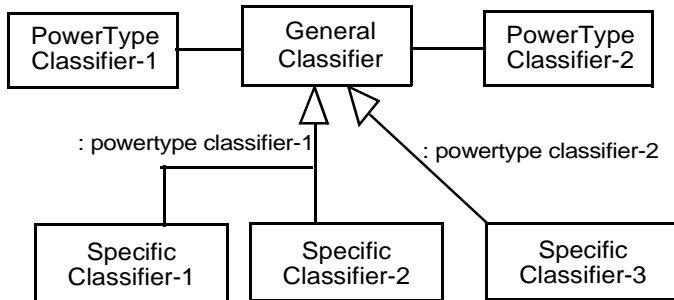 PowerType
Classifier-1
General
Classifier
PowerType
Classifier-2
: powertype classifier-1
: powertype classifier-2
Specific
Classifier-1
Specific
Classifier-2
Specific
Classifier-3